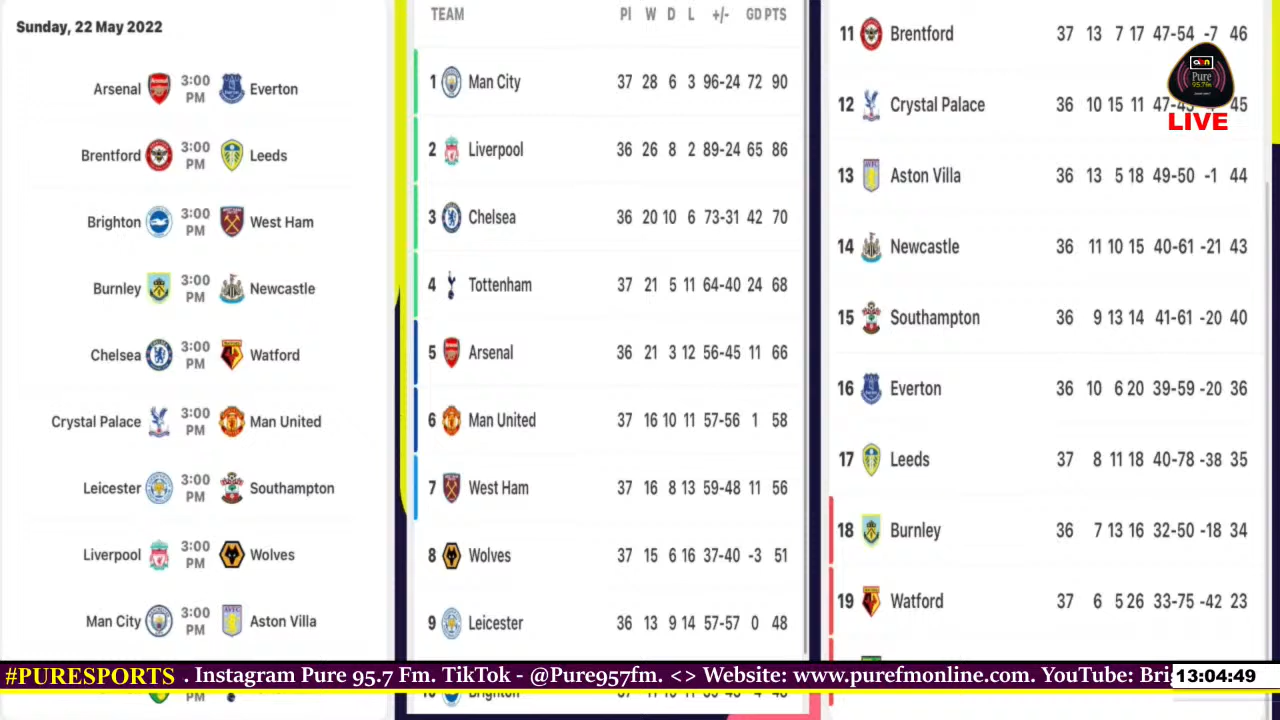 Sunday, 22 May 2022
Arsenal 3:00 PM Everton
Brentford 3:00 PM Leeds
Brighton 3:00 PM West Ham
Burnley 3:00 PM Newcastle
Chelsea 3:00 PM Watford
Crystal Palace 3:00 PM Man United
Leicester 3:00 PM Southampton
Liverpool 3:00 PM Wolves
Man City 3:00 PM Aston Villa
TEAM Pl W D L +/- GD PTS
1 Man City 37 28 6 3 96-24 72 90
2 Liverpool 36 26 8 2 89-24 65 86
3 Chelsea 36 20 10 6 73-31 42 70
4 Tottenham 37 21 5 11 64-40 24 68
5 Arsenal 36 21 3 12 56-45 11 66
6 Man United 37 16 10 11 57-56 1 58
7 West Ham 37 16 8 13 59-48 11 56
8 Wolves 37 15 6 16 37-40 -3 51
9 Leicester 36 13 9 14 57-57 0 48
Brighton
11 Brentford 37 13 7 17 47-54 -7 46
12 Crystal Palace 36 10 15 11 45
13 Aston Villa 36 13 5 18 49-50 -1 44
14 Newcastle 36 11 10 15 40-61 -21 43
15 Southampton 36 9 13 14 41-61 -20 40
16 Everton 36 10 6 20 39-59 -20 36
17 Leeds 37 8 11 18 40-78 -38 35
18 Burnley 36 7 13 16 32-50 -18 34
19 Watford 37 6 5 26 33-75 -42 23
Pure
95.7fm
LIVE
#PURESPORTS . Instagram Pure 95.7 Fm. TikTok - @Pure957fm. <> Website: www.purefmonline.com. YouTube: Bri
13:04:49